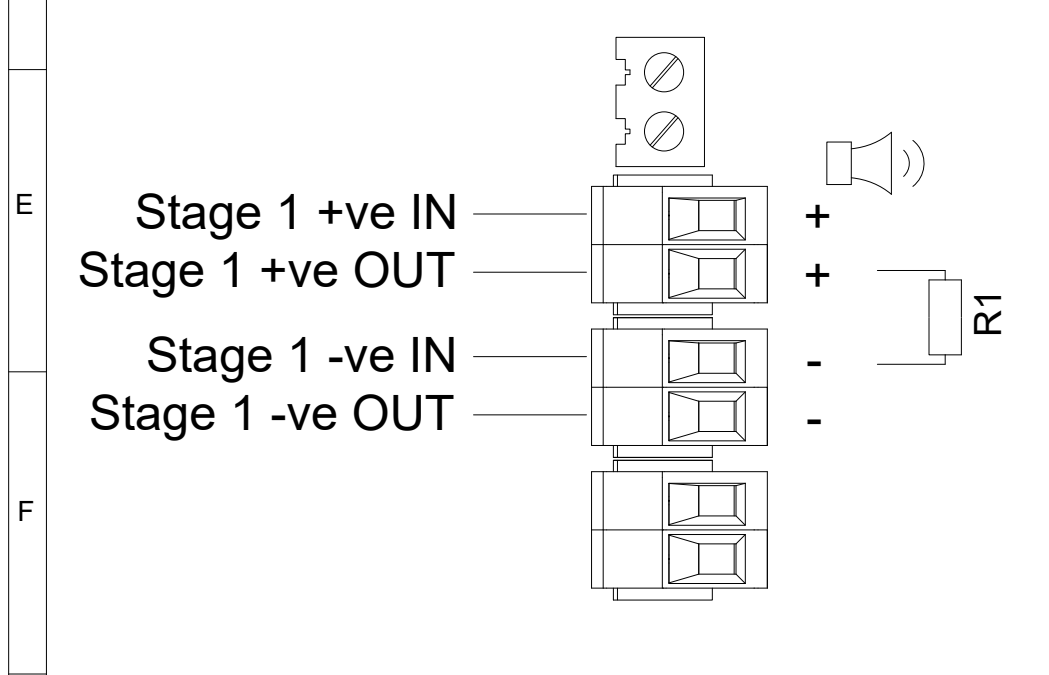 E
Stage 1 +ve IN
+
Stage 1 +ve OUT
+
R1
Stage 1 -ve IN
-
Stage 1 -ve OUT
-
F